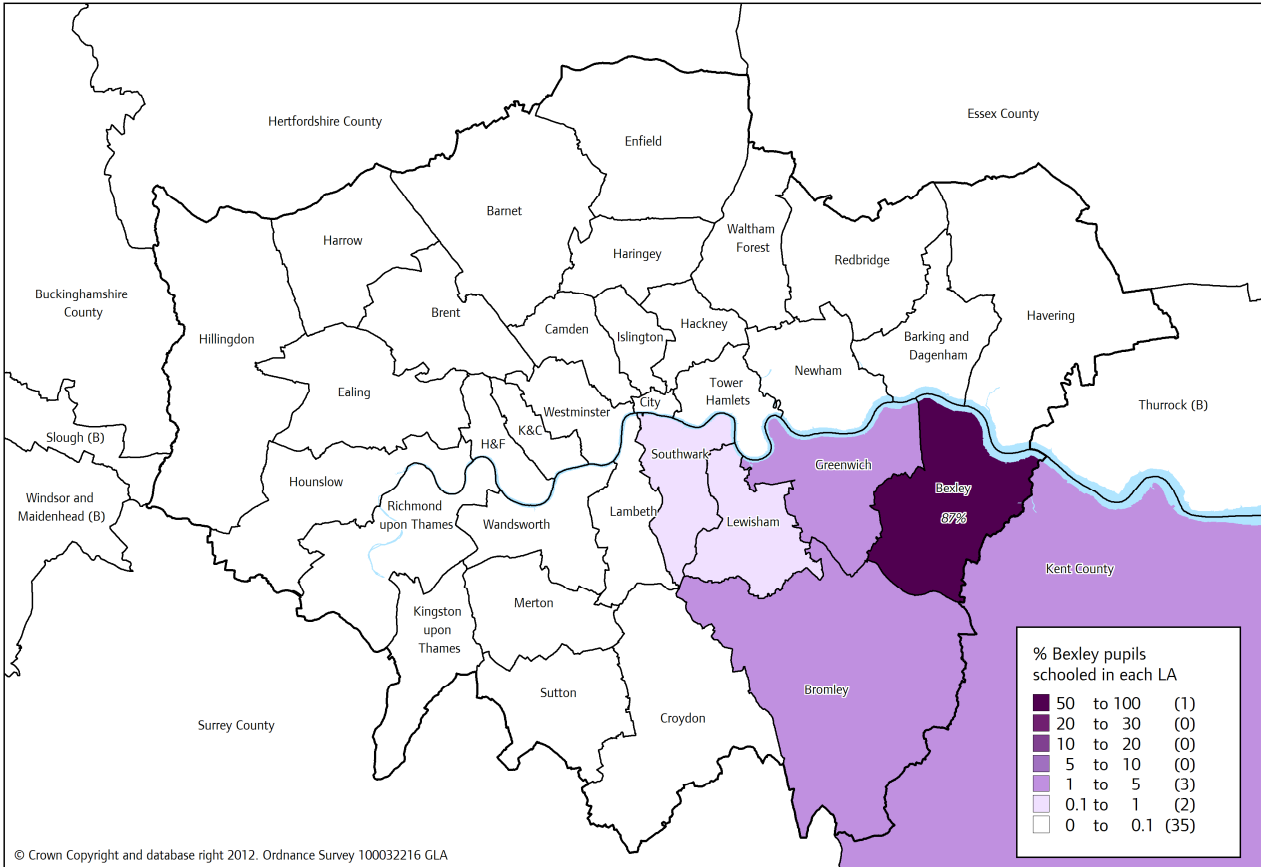 Hertfordshire County
Essex County
Enfield
Barnet
Harrow
Waltham
Forest
Haringey
Redbridge
Buckinghamshire
County
Hillingdon
Brent
Camden
Islington
Hackney
Havering
Barking and
Dagenham
Newham
Ealing
Tower
Hamlets
City
Westminster
K&C
H&F
Thurrock (B)
Slough (B)
Southwark
Greenwich
Hounslow
Bexley
87%
Windsor and
Maidenhead (B)
Richmond
upon Thames
Wandsworth
Lambeth
Lewisham
Kent County
Merton
Kingston
upon
Thames
Sutton
Croydon
Bromley
Surrey County
% Bexley pupils
schooled in each LA
50 to 100 (1)
20 to 30 (0)
10 to 20 (0)
5 to 10 (0)
1 to 5 (3)
0.1 to 1 (2)
0 to 0.1 (35)
© Crown Copyright and database right 2012. Ordnance Survey 100032216 GLA